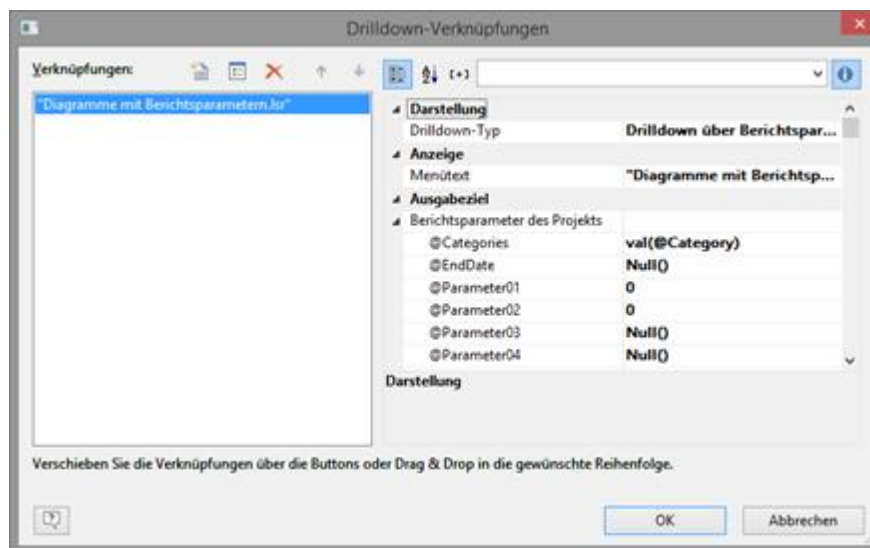 Drilldown-Verknüpfungen
Verknüpfungen:
"Diagramme mit Berichtsparametern.lsr"
Darstellung
Drilldown-Typ Drilldown über Berichtspar...
Anzeige
Menütext "Diagramme mit Berichtsp...
Ausgabeziel
Berichtsparameter des Projekts
@Categories val(@Category)
@EndDate Null()
@Parameter01 0
@Parameter02 0
@Parameter03 Null()
@Parameter04 Null()
Darstellung
Verschieben Sie die Verknüpfungen über die Buttons oder Drag & Drop in die gewünschte Reihenfolge.
OK Abbrechen